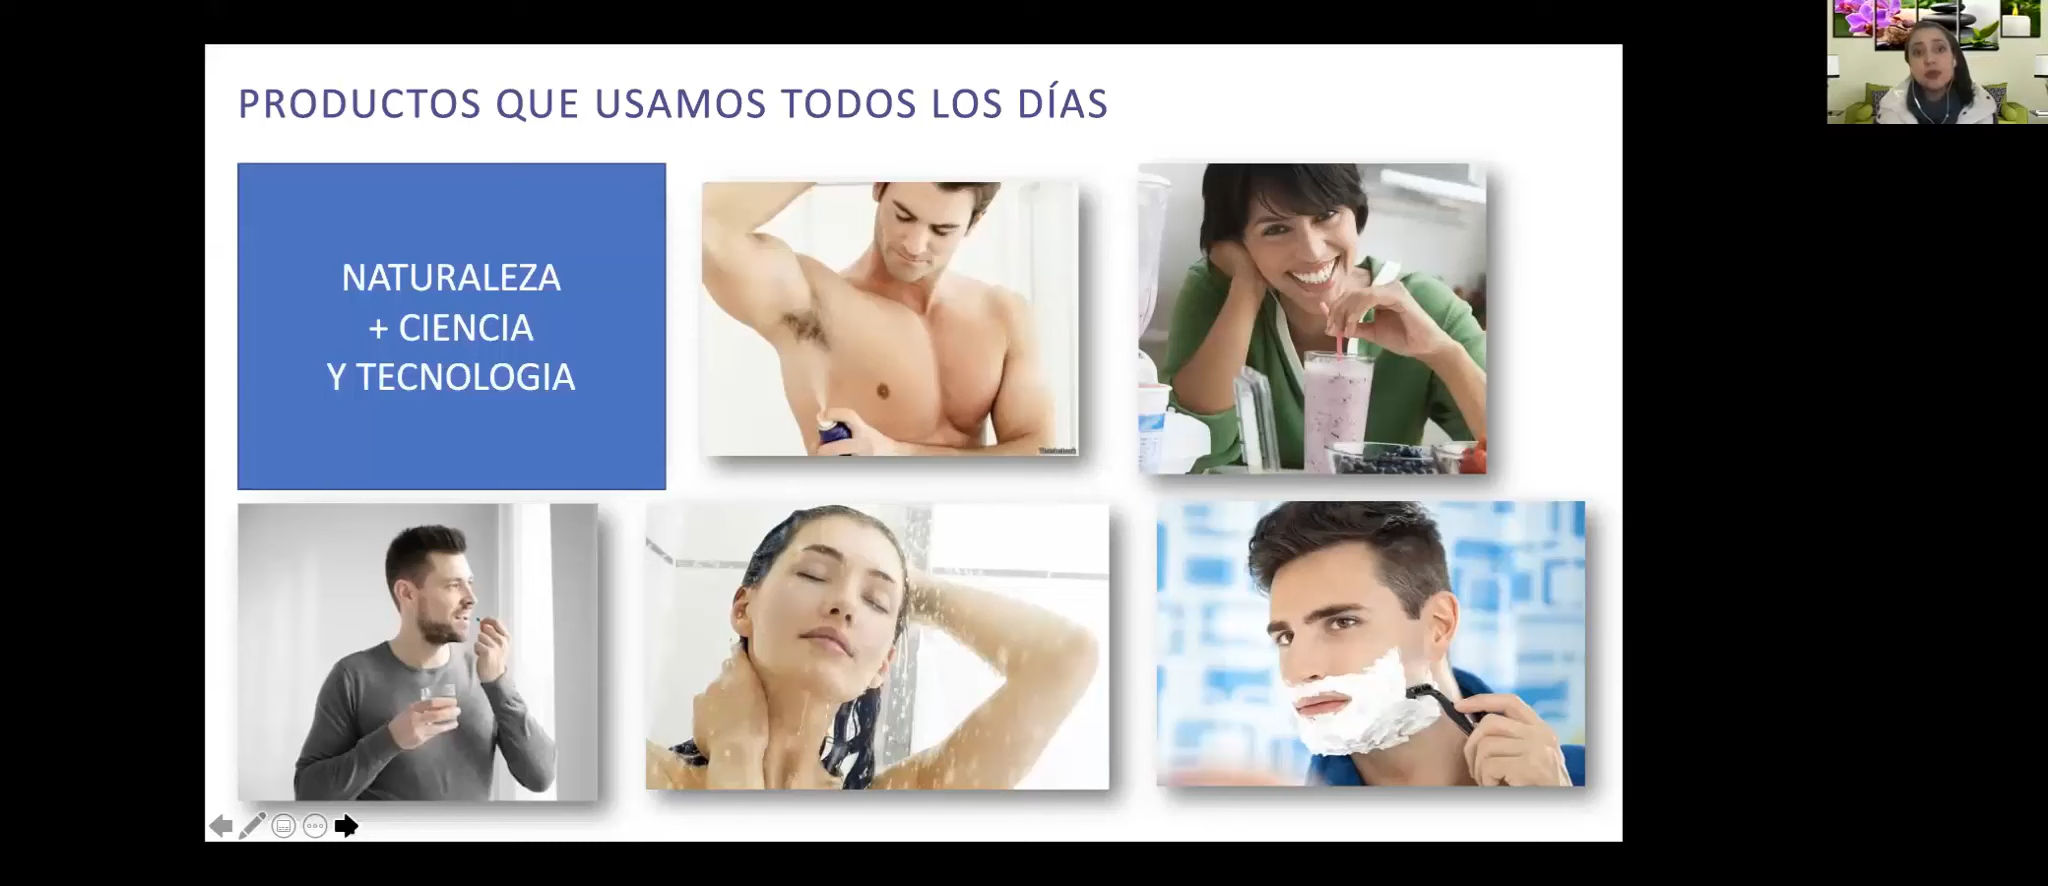 PRODUCTOS QUE USAMOS TODOS LOS DÍAS
NATURALEZA
+ CIENCIA
Y TECNOLOGIA